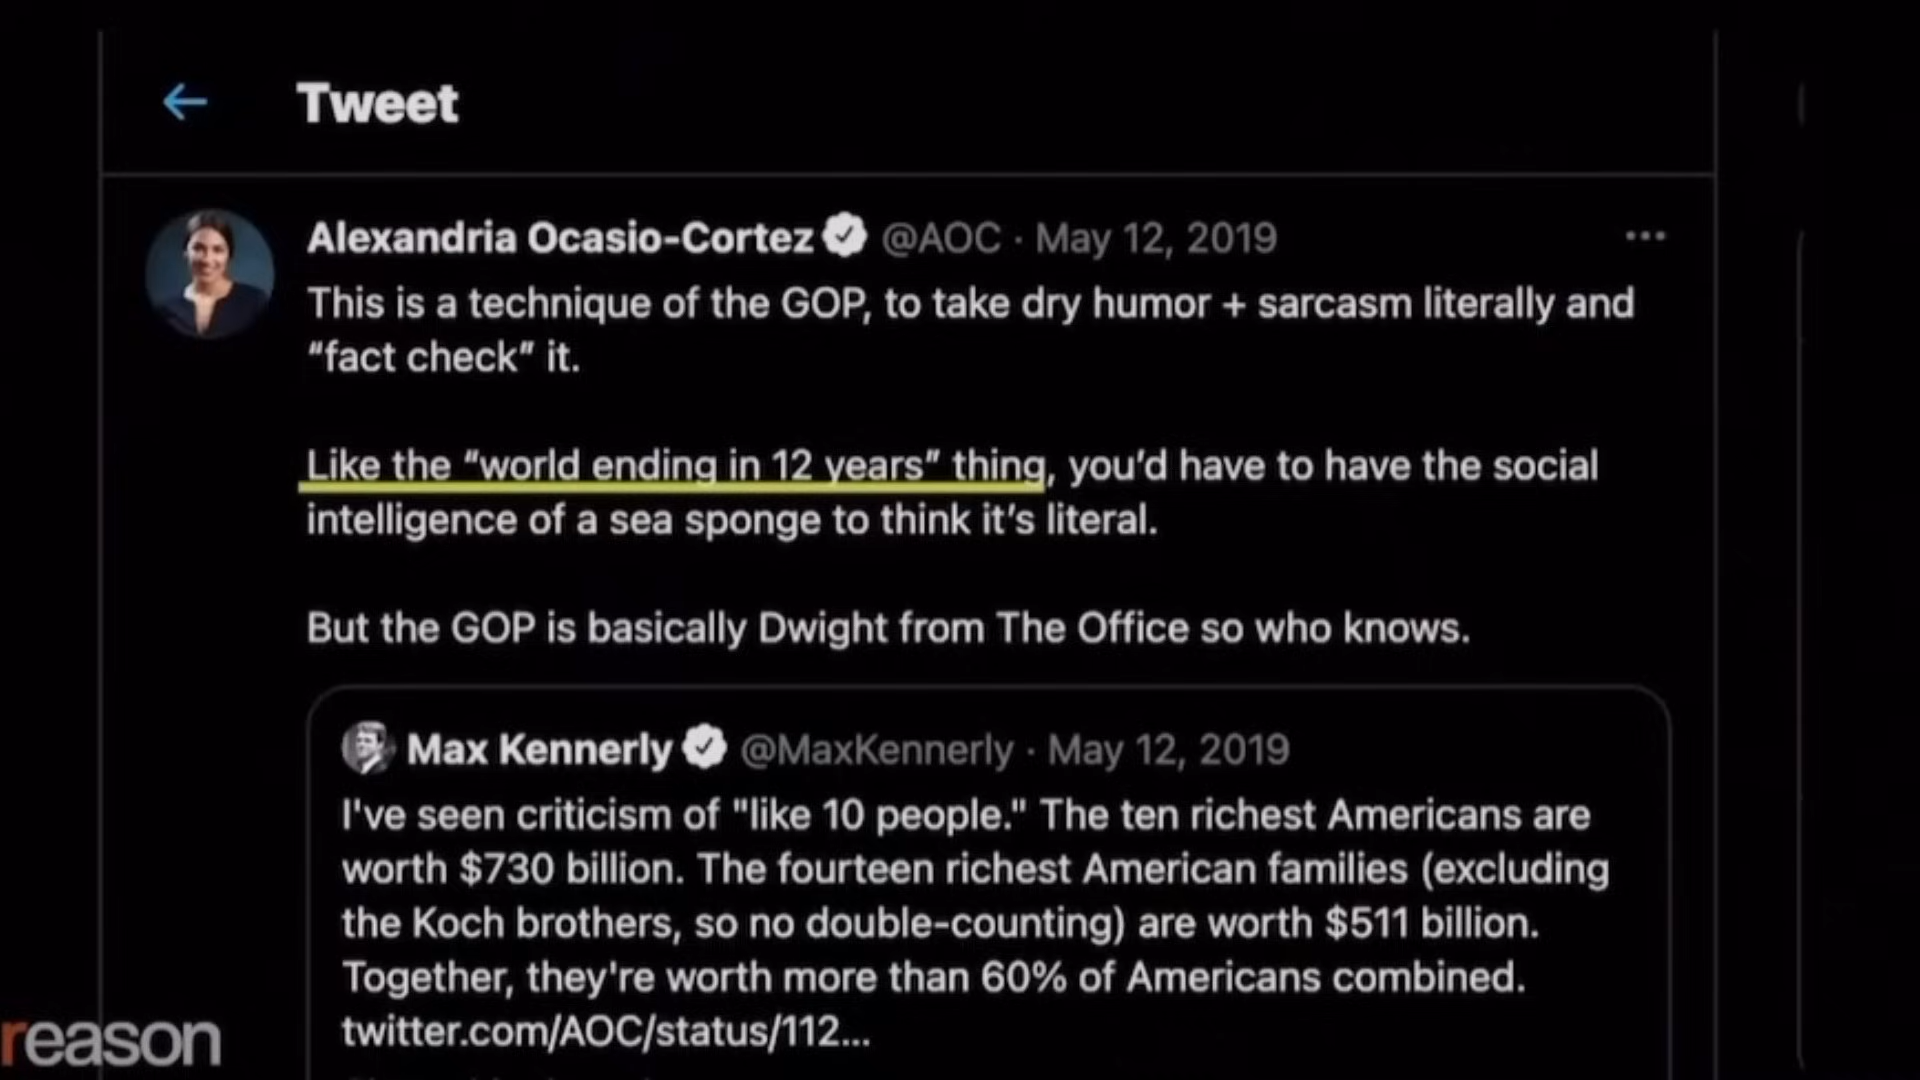 Tweet
Alexandria Ocasio-Cortez @AOC · May 12, 2019
This is a technique of the GOP, to take dry humor + sarcasm literally and
“fact check” it.
Like the “world ending in 12 years” thing, you’d have to have the social
intelligence of a sea sponge to think it’s literal.
But the GOP is basically Dwight from The Office so who knows.
Max Kennerly @MaxKennerly · May 12, 2019
I've seen criticism of "like 10 people." The ten richest Americans are
worth $730 billion. The fourteen richest American families (excluding
the Koch brothers, so no double-counting) are worth $511 billion.
Together, they're worth more than 60% of Americans combined.
twitter.com/AOC/status/112...
reason